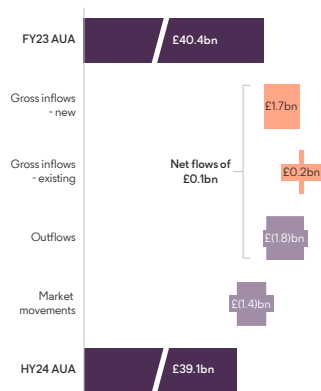 FY23 AUA £40.4bn
Gross inflows
- new
£1.7bn
Gross inflows
- existing
£0.2bn
Net flows of
£0.1bn
Outflows £(1.8)bn
Market
movements
£(1.4)bn
HY24 AUA £39.1bn